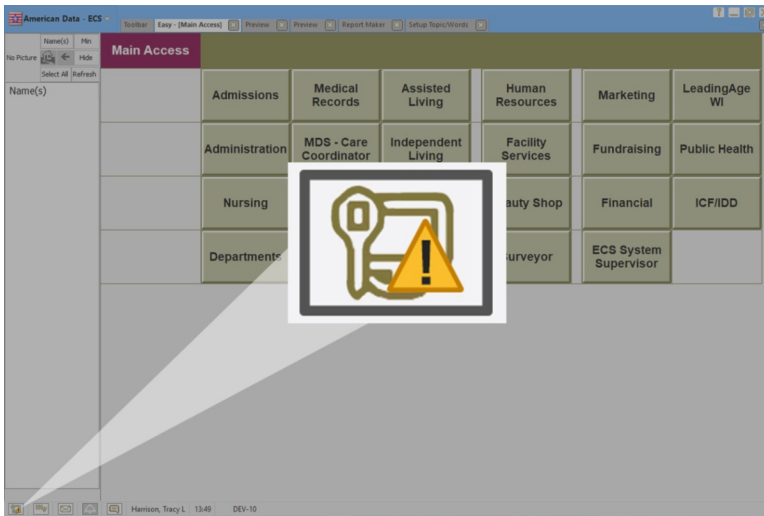 American Data - ECS
Toolbar
Easy - [Main Access]
Preview
Preview
Report Maker
Setup Topic/Words
Name(s) Min
No Picture Hide
Select All Refresh
Name(s)
Main Access
Admissions Medical Records Assisted Living Human Resources Marketing LeadingAge WI
Administration MDS - Care Coordinator Independent Living Facility Services Fundraising Public Health
Nursing auty Shop Financial ICF/IDD
Departments urveyor ECS System Supervisor
Harrison, Tracy L 13:49 DEV-10